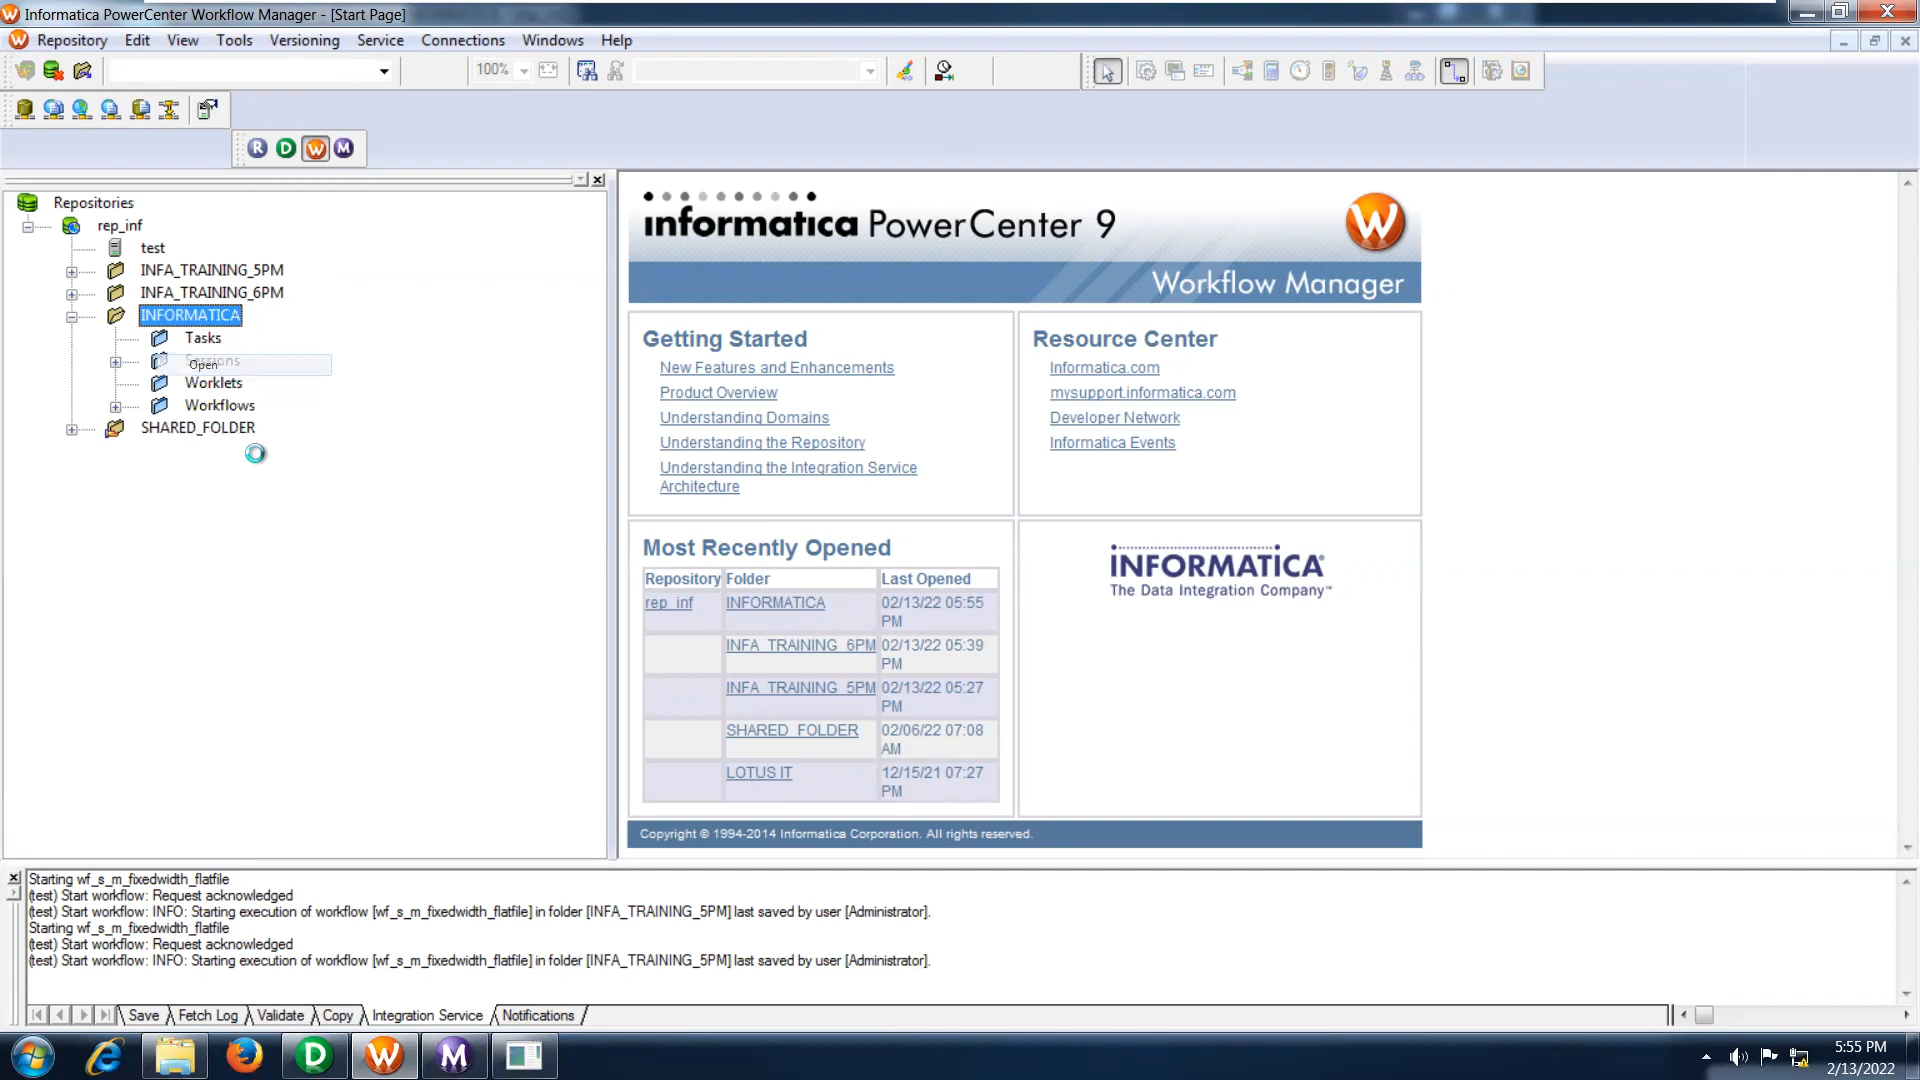 Informatica PowerCenter Workflow Manager - [Start Page]
Repository Edit View Tools Versioning Service Connections Windows Help
100%
R D W M
Repositories
rep_inf
test
INFA_TRAINING_5PM
INFA_TRAINING_6PM
INFORMATICA
Tasks
Sessions
Open
Worklets
Workflows
SHARED_FOLDER
informatica PowerCenter 9
W
Workflow Manager
Getting Started
New Features and Enhancements
Product Overview
Understanding Domains
Understanding the Repository
Understanding the Integration Service
Architecture
Resource Center
Informatica.com
mysupport.informatica.com
Developer Network
Informatica Events
Most Recently Opened
Repository Folder Last Opened
rep_inf INFORMATICA 02/13/22 05:55
PM
INFA_TRAINING_6PM 02/13/22 05:39
PM
INFA_TRAINING_5PM 02/13/22 05:27
PM
SHARED_FOLDER 02/06/22 07:08
AM
LOTUS IT 12/15/21 07:27
PM
INFORMATICA®
The Data Integration Company™
Copyright © 1994-2014 Informatica Corporation. All rights reserved.
Starting wf_s_m_fixedwidth_flatfile
(test) Start workflow: Request acknowledged
(test) Start workflow: INFO: Starting execution of workflow [wf_s_m_fixedwidth_flatfile] in folder [INFA_TRAINING_5PM] last saved by user [Administrator].
Starting wf_s_m_fixedwidth_flatfile
(test) Start workflow: Request acknowledged
(test) Start workflow: INFO: Starting execution of workflow [wf_s_m_fixedwidth_flatfile] in folder [INFA_TRAINING_5PM] last saved by user [Administrator].
Save Fetch Log Validate Copy Integration Service Notifications
D W M
5:55 PM
2/13/2022